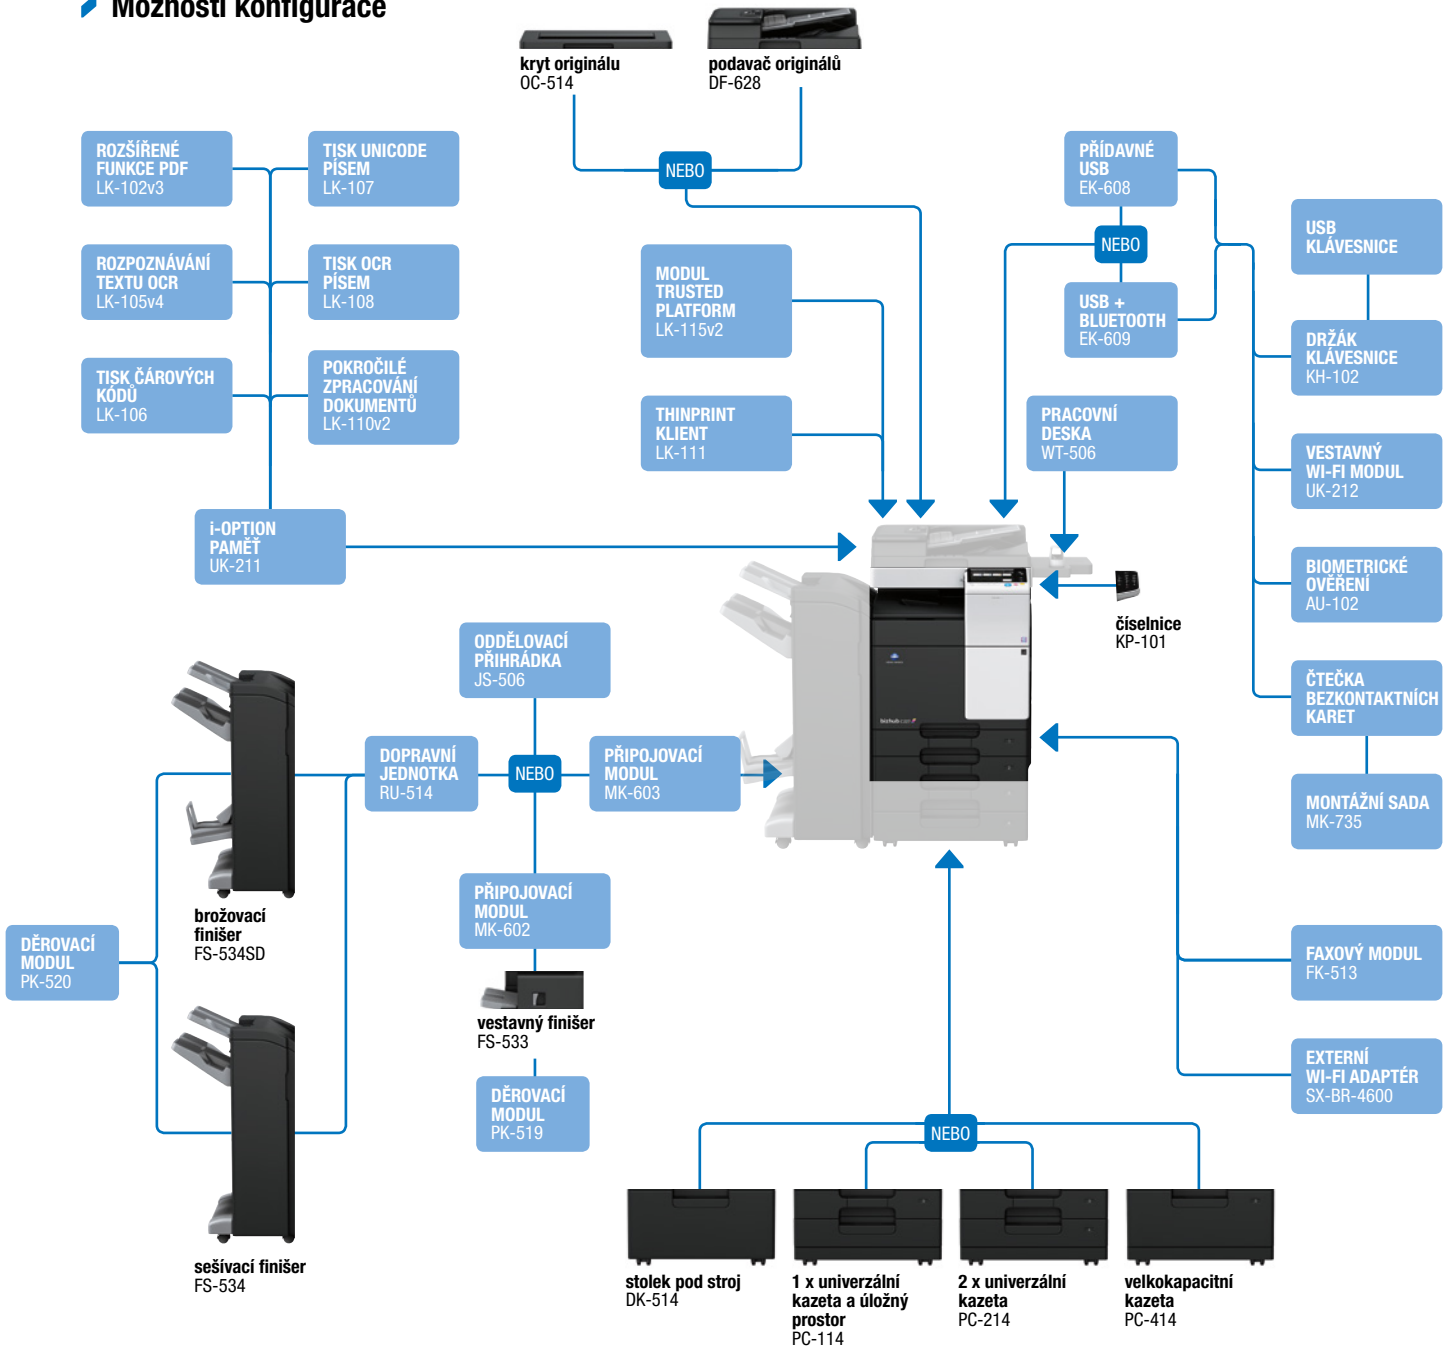 Možnosti konfigurace
kryt originálu
OC-514
podavač originálů
DF-628
NEBO
ROZŠÍŘENÉ
FUNKCE PDF
LK-102v3
TISK UNICODE
PÍSEM
LK-107
ROZPOZNÁVÁNÍ
TEXTU OCR
LK-105v4
TISK OCR
PÍSEM
LK-108
TISK ČÁROVÝCH
KÓDŮ
LK-106
POKROČILÉ
ZPRACOVÁNÍ
DOKUMENTŮ
LK-110v2
i-OPTION
PAMĚŤ
UK-211
MODUL
TRUSTED
PLATFORM
LK-115v2
THINPRINT
KLIENT
LK-111
PŘÍDAVNÉ
USB
EK-608
NEBO
USB +
BLUETOOTH
EK-609
PRACOVNÍ
DESKA
WT-506
USB
KLÁVESNICE
DRŽÁK
KLÁVESNICE
KH-102
VESTAVNÝ
WI-FI MODUL
UK-212
BIOMETRICKÉ
OVĚŘENÍ
AU-102
ČTEČKA
BEZKONTAKTNÍCH
KARET
MONTÁŽNÍ SADA
MK-735
číselnice
KP-101
bizhub
ODDĚLOVACÍ
PŘIHRÁDKA
JS-506
DOPRAVNÍ
JEDNOTKA
RU-514
NEBO
PŘIPOJOVACÍ
MODUL
MK-603
PŘIPOJOVACÍ
MODUL
MK-602
vestavný finišer
FS-533
DĚROVACÍ
MODUL
PK-519
brožovací
finišer
FS-534SD
DĚROVACÍ
MODUL
PK-520
sešívací finišer
FS-534
FAXOVÝ MODUL
FK-513
EXTERNÍ
WI-FI ADAPTÉR
SX-BR-4600
NEBO
stolek pod stroj
DK-514
1 x univerzální
kazeta a úložný
prostor
PC-114
2 x univerzální
kazeta
PC-214
velkokapacitní
kazeta
PC-414